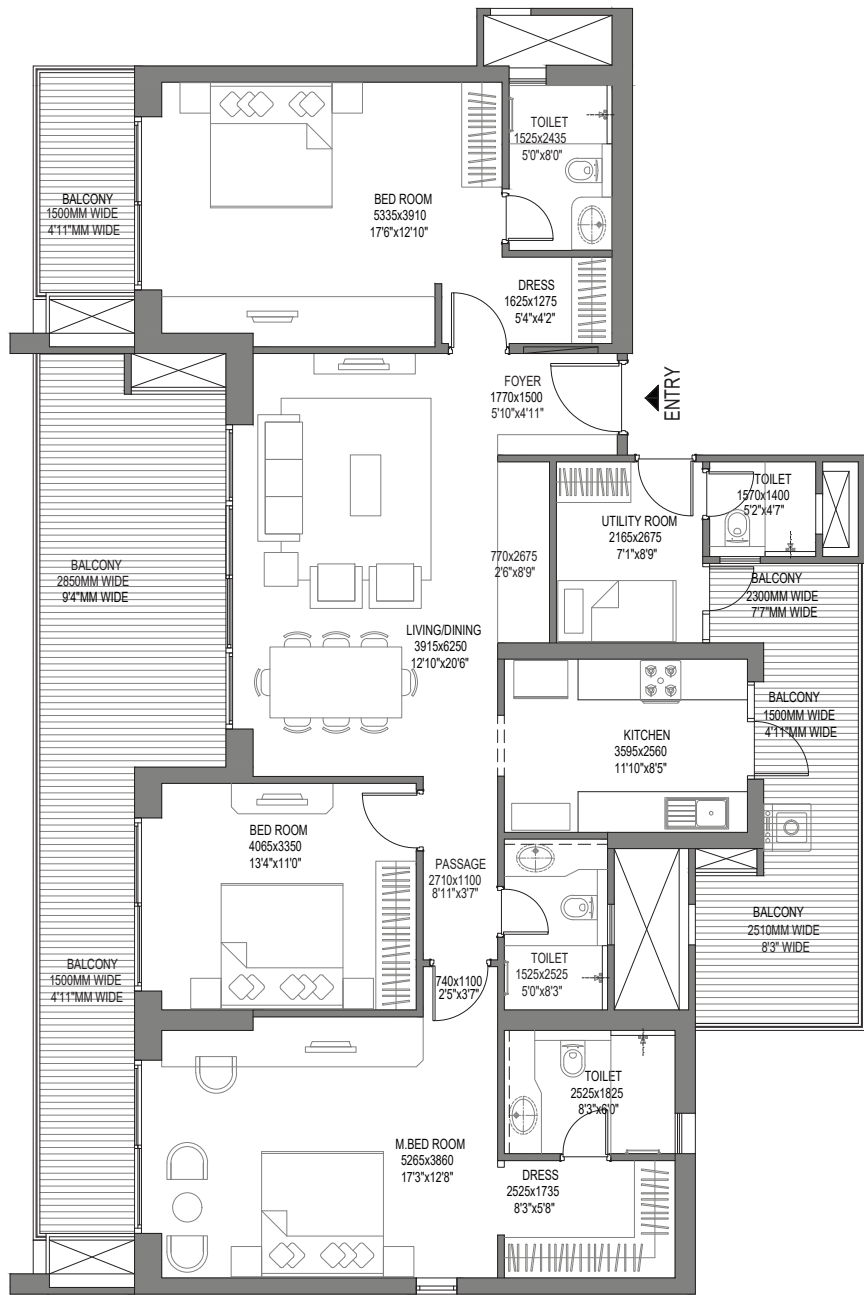 TOILET
1525x2435
5'0"x8'0"
BALCONY
1500MM WIDE
4'11"MM WIDE
BED ROOM
5335x3910
17'6"x12'10"
DRESS
1625x1275
5'4"x4'2"
FOYER
1770x1500
5'10"x4'11"
ENTRY
TOILET
1570x1400
5'2"x4'7"
UTILITY ROOM
2165x2675
7'1"x8'9"
770x2675
2'6"x8'9"
BALCONY
2850MM WIDE
9'4"MM WIDE
BALCONY
2300MM WIDE
7'7"MM WIDE
LIVING/DINING
3915x6250
12'10"x20'6"
BALCONY
1500MM WIDE
4'11"MM WIDE
KITCHEN
3595x2560
11'10"x8'5"
BED ROOM
4065x3350
13'4"x11'0"
PASSAGE
2710x1100
8'11"x3'7"
BALCONY
2510MM WIDE
8'3" WIDE
BALCONY
1500MM WIDE
4'11"MM WIDE
740x1100
2'5"x3'7"
TOILET
1525x2525
5'0"x8'3"
TOILET
2525x1825
8'3"x6'0"
M.BED ROOM
5265x3860
17'3"x12'8"
DRESS
2525x1735
8'3"x5'8"